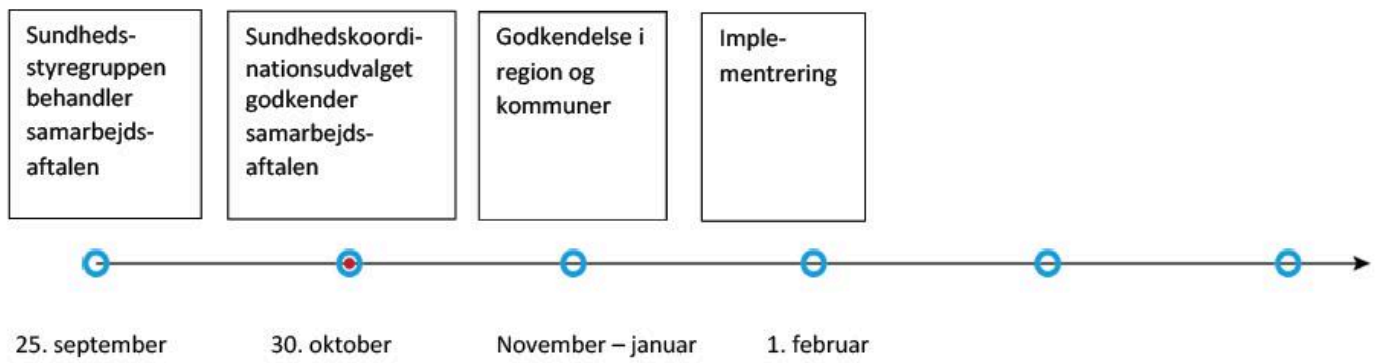 Sundheds-
styregruppen
behandler
samarbejds-
aftalen
Sundhedskoordi-
nationsudvalget
godkender
samarbejds-
aftalen
Godkendelse i
region og
kommuner
Imple-
mentrering
25. september
30. oktober
November – januar
1. februar